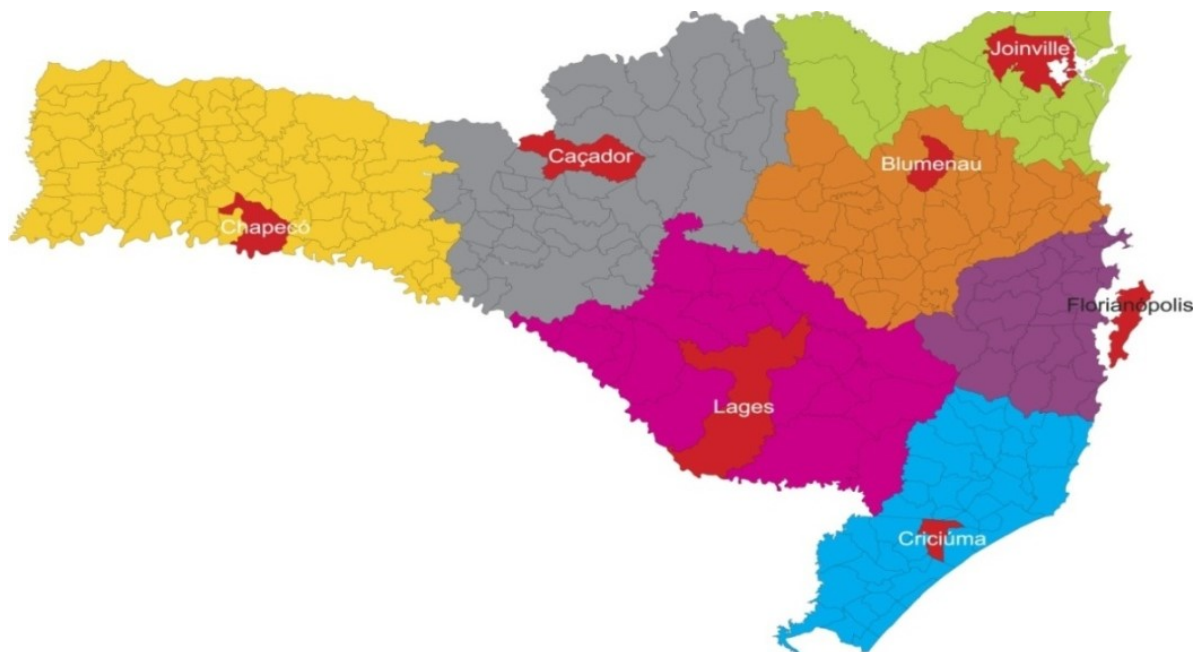 Joinville
Caçador
Blumenau
Chapecó
Florianópolis
Lages
Criciúma